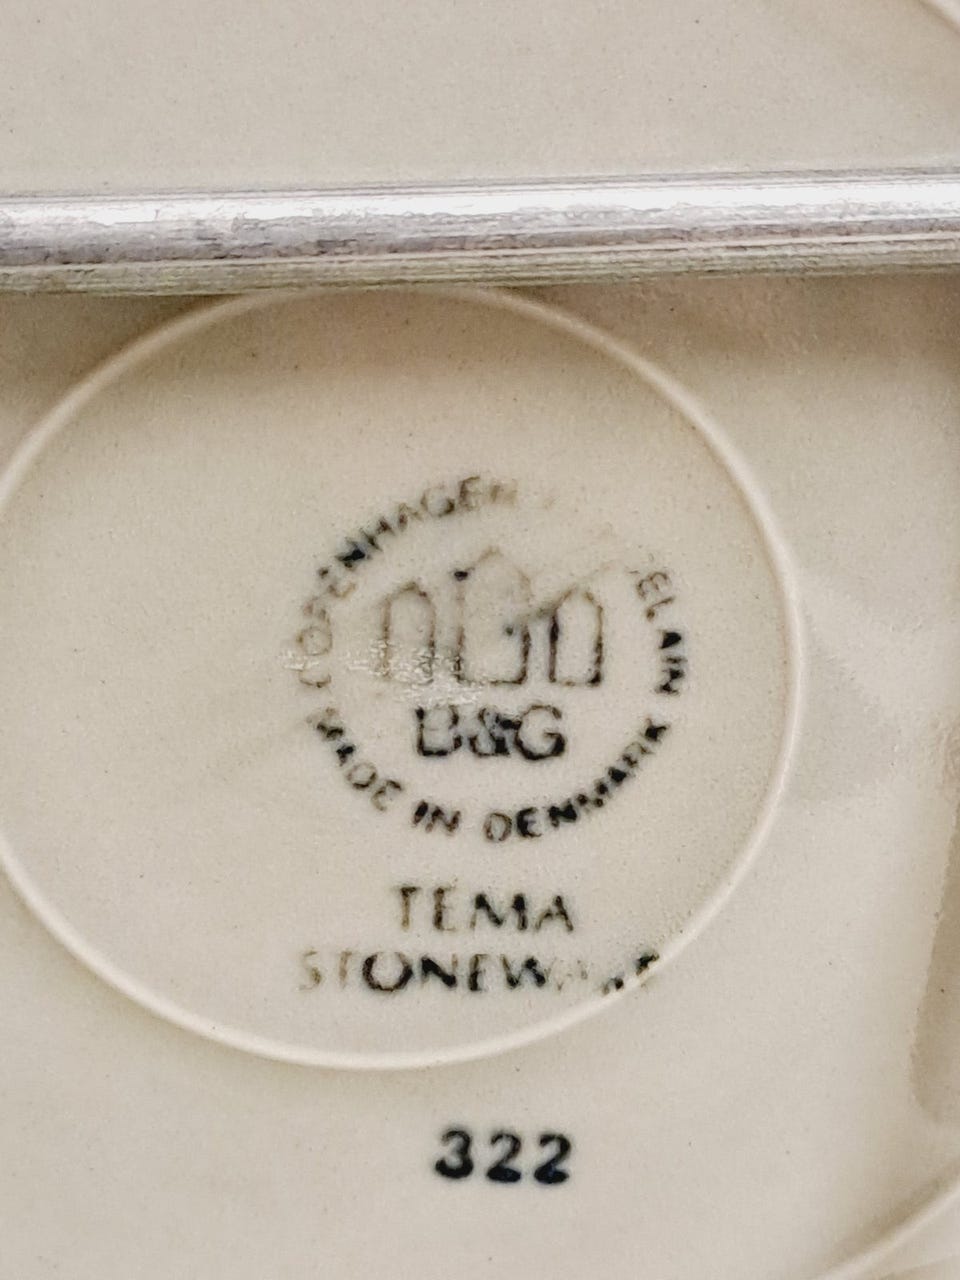 COPENHAGEN
B&G
MADE IN DENMARK
TEMA
STONEWARE
322